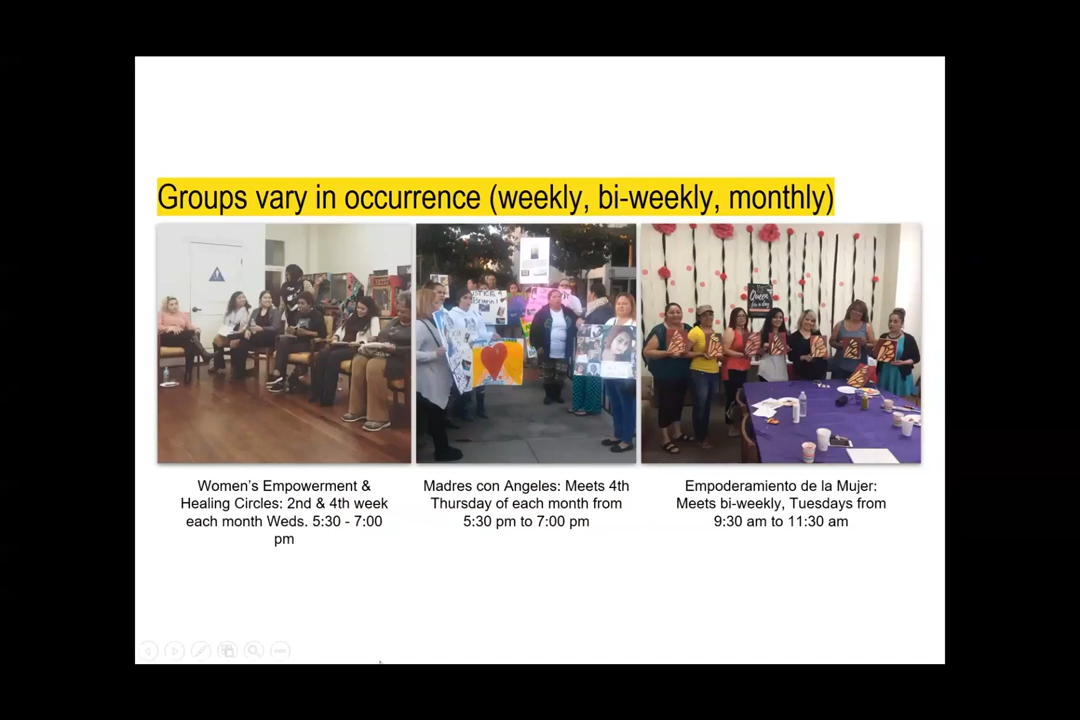 Groups vary in occurrence (weekly, bi-weekly, monthly)
Women's Empowerment &
Healing Circles: 2nd & 4th week
each month Weds. 5:30 - 7:00
pm
Madres con Angeles: Meets 4th
Thursday of each month from
5:30 pm to 7:00 pm
Empoderamiento de la Mujer:
Meets bi-weekly, Tuesdays from
9:30 am to 11:30 am
Queen